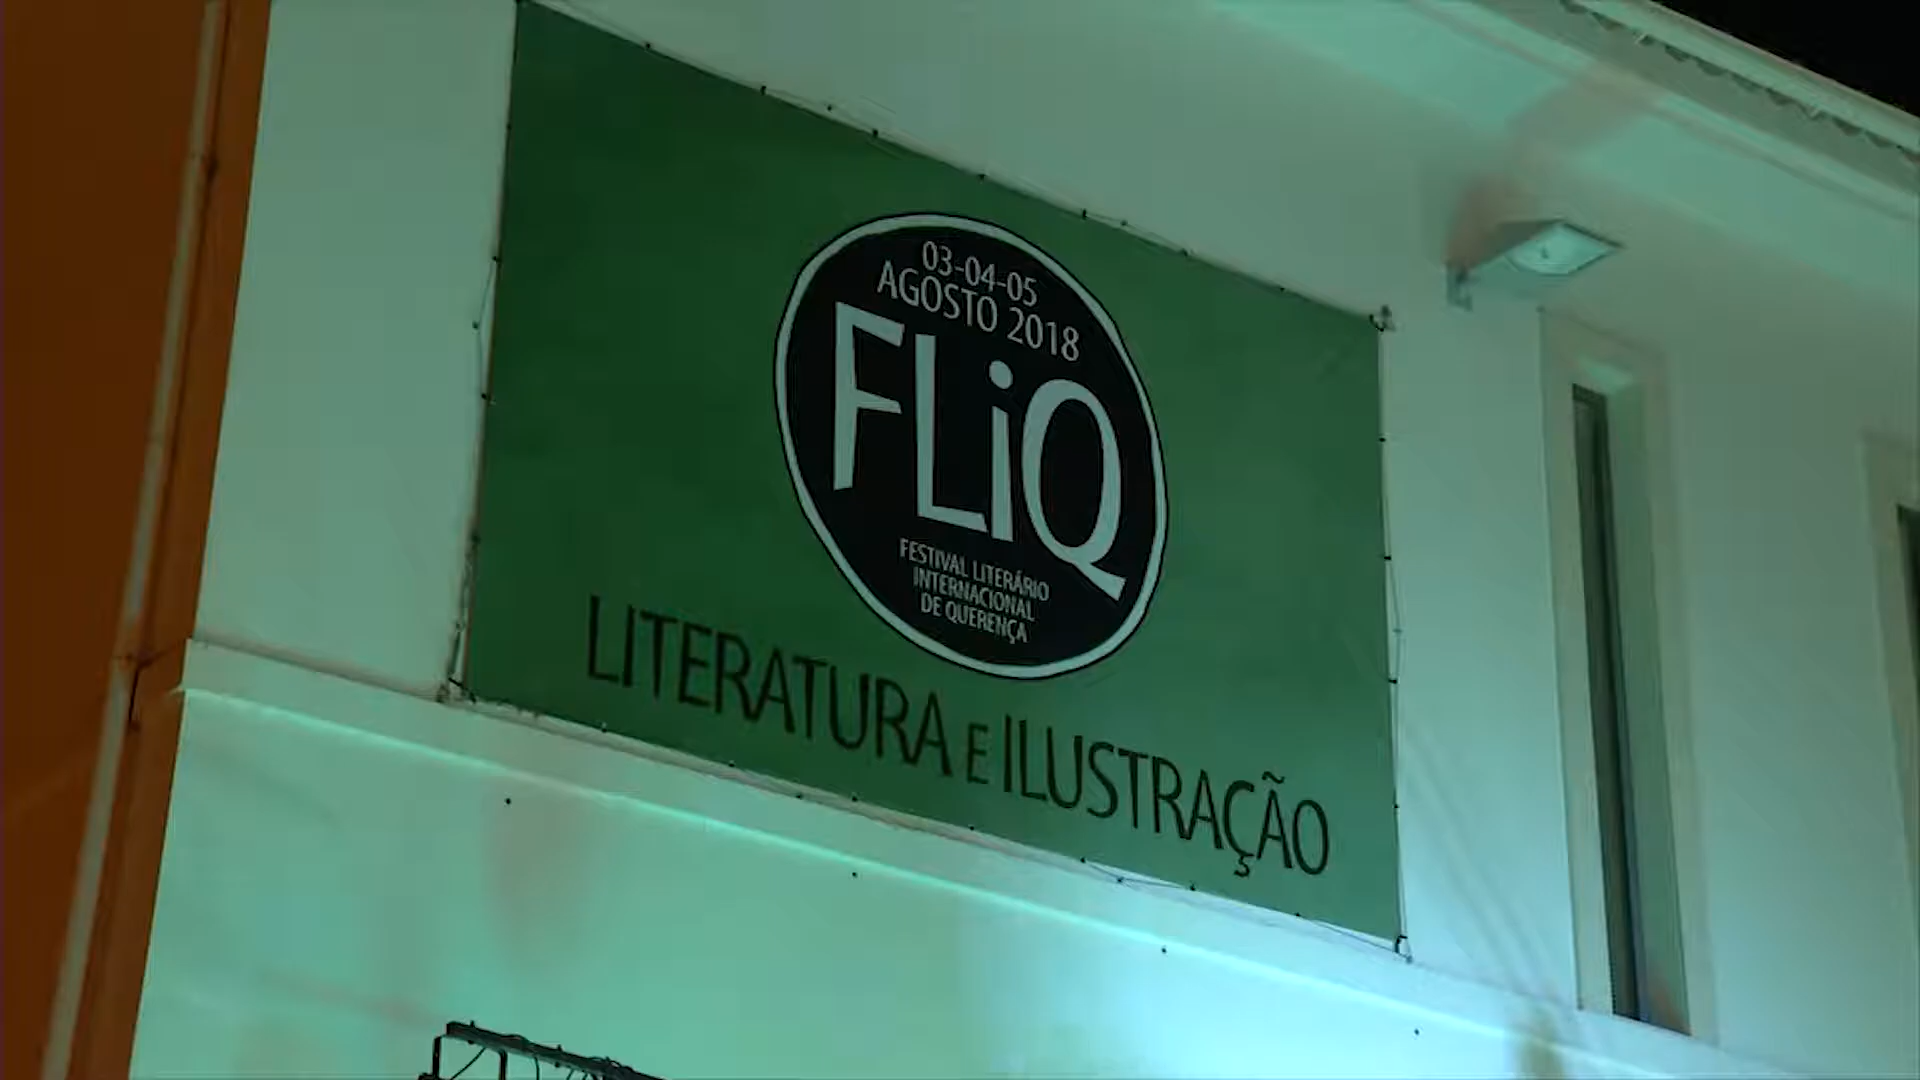 03-04-05
AGOSTO 2018
FLiQ
FESTIVAL LITERÁRIO
INTERNACIONAL
DE QUERENÇA
LITERATURA E ILUSTRAÇÃO